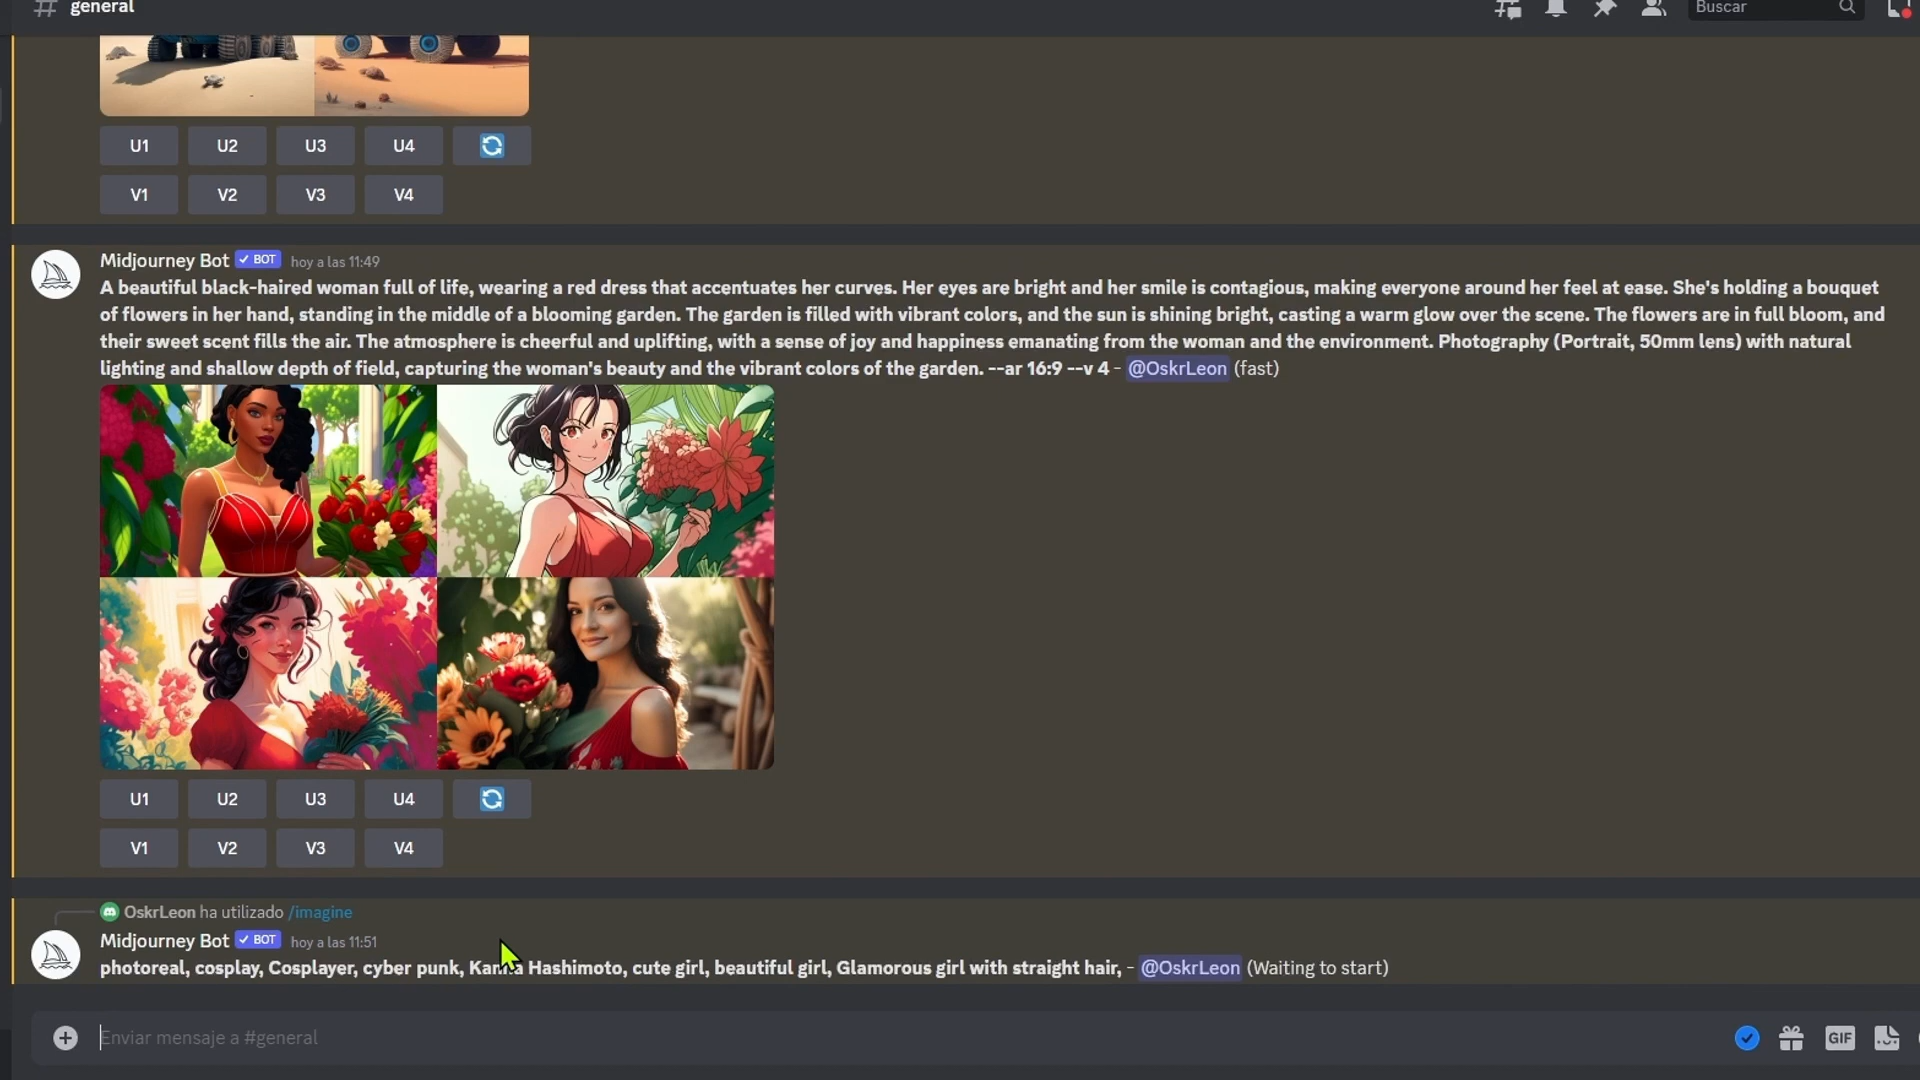 general
Buscar
U1 U2 U3 U4
V1 V2 V3 V4
Midjourney Bot ✓ BOT hoy a las 11:49
A beautiful black-haired woman full of life, wearing a red dress that accentuates her curves. Her eyes are bright and her smile is contagious, making everyone around her feel at ease. She's holding a bouquet
of flowers in her hand, standing in the middle of a blooming garden. The garden is filled with vibrant colors, and the sun is shining bright, casting a warm glow over the scene. The flowers are in full bloom, and
their sweet scent fills the air. The atmosphere is cheerful and uplifting, with a sense of joy and happiness emanating from the woman and the environment. Photography (Portrait, 50mm lens) with natural
lighting and shallow depth of field, capturing the woman's beauty and the vibrant colors of the garden. --ar 16:9 --v 4 - @OskrLeon (fast)
U1 U2 U3 U4
V1 V2 V3 V4
OskrLeon ha utilizado /imagine
Midjourney Bot ✓ BOT hoy a las 11:51
photoreal, cosplay, Cosplayer, cyber punk, Hashimoto, cute girl, beautiful girl, Glamorous girl with straight hair, - @OskrLeon (Waiting to start)
Enviar mensaje a #general
GIF